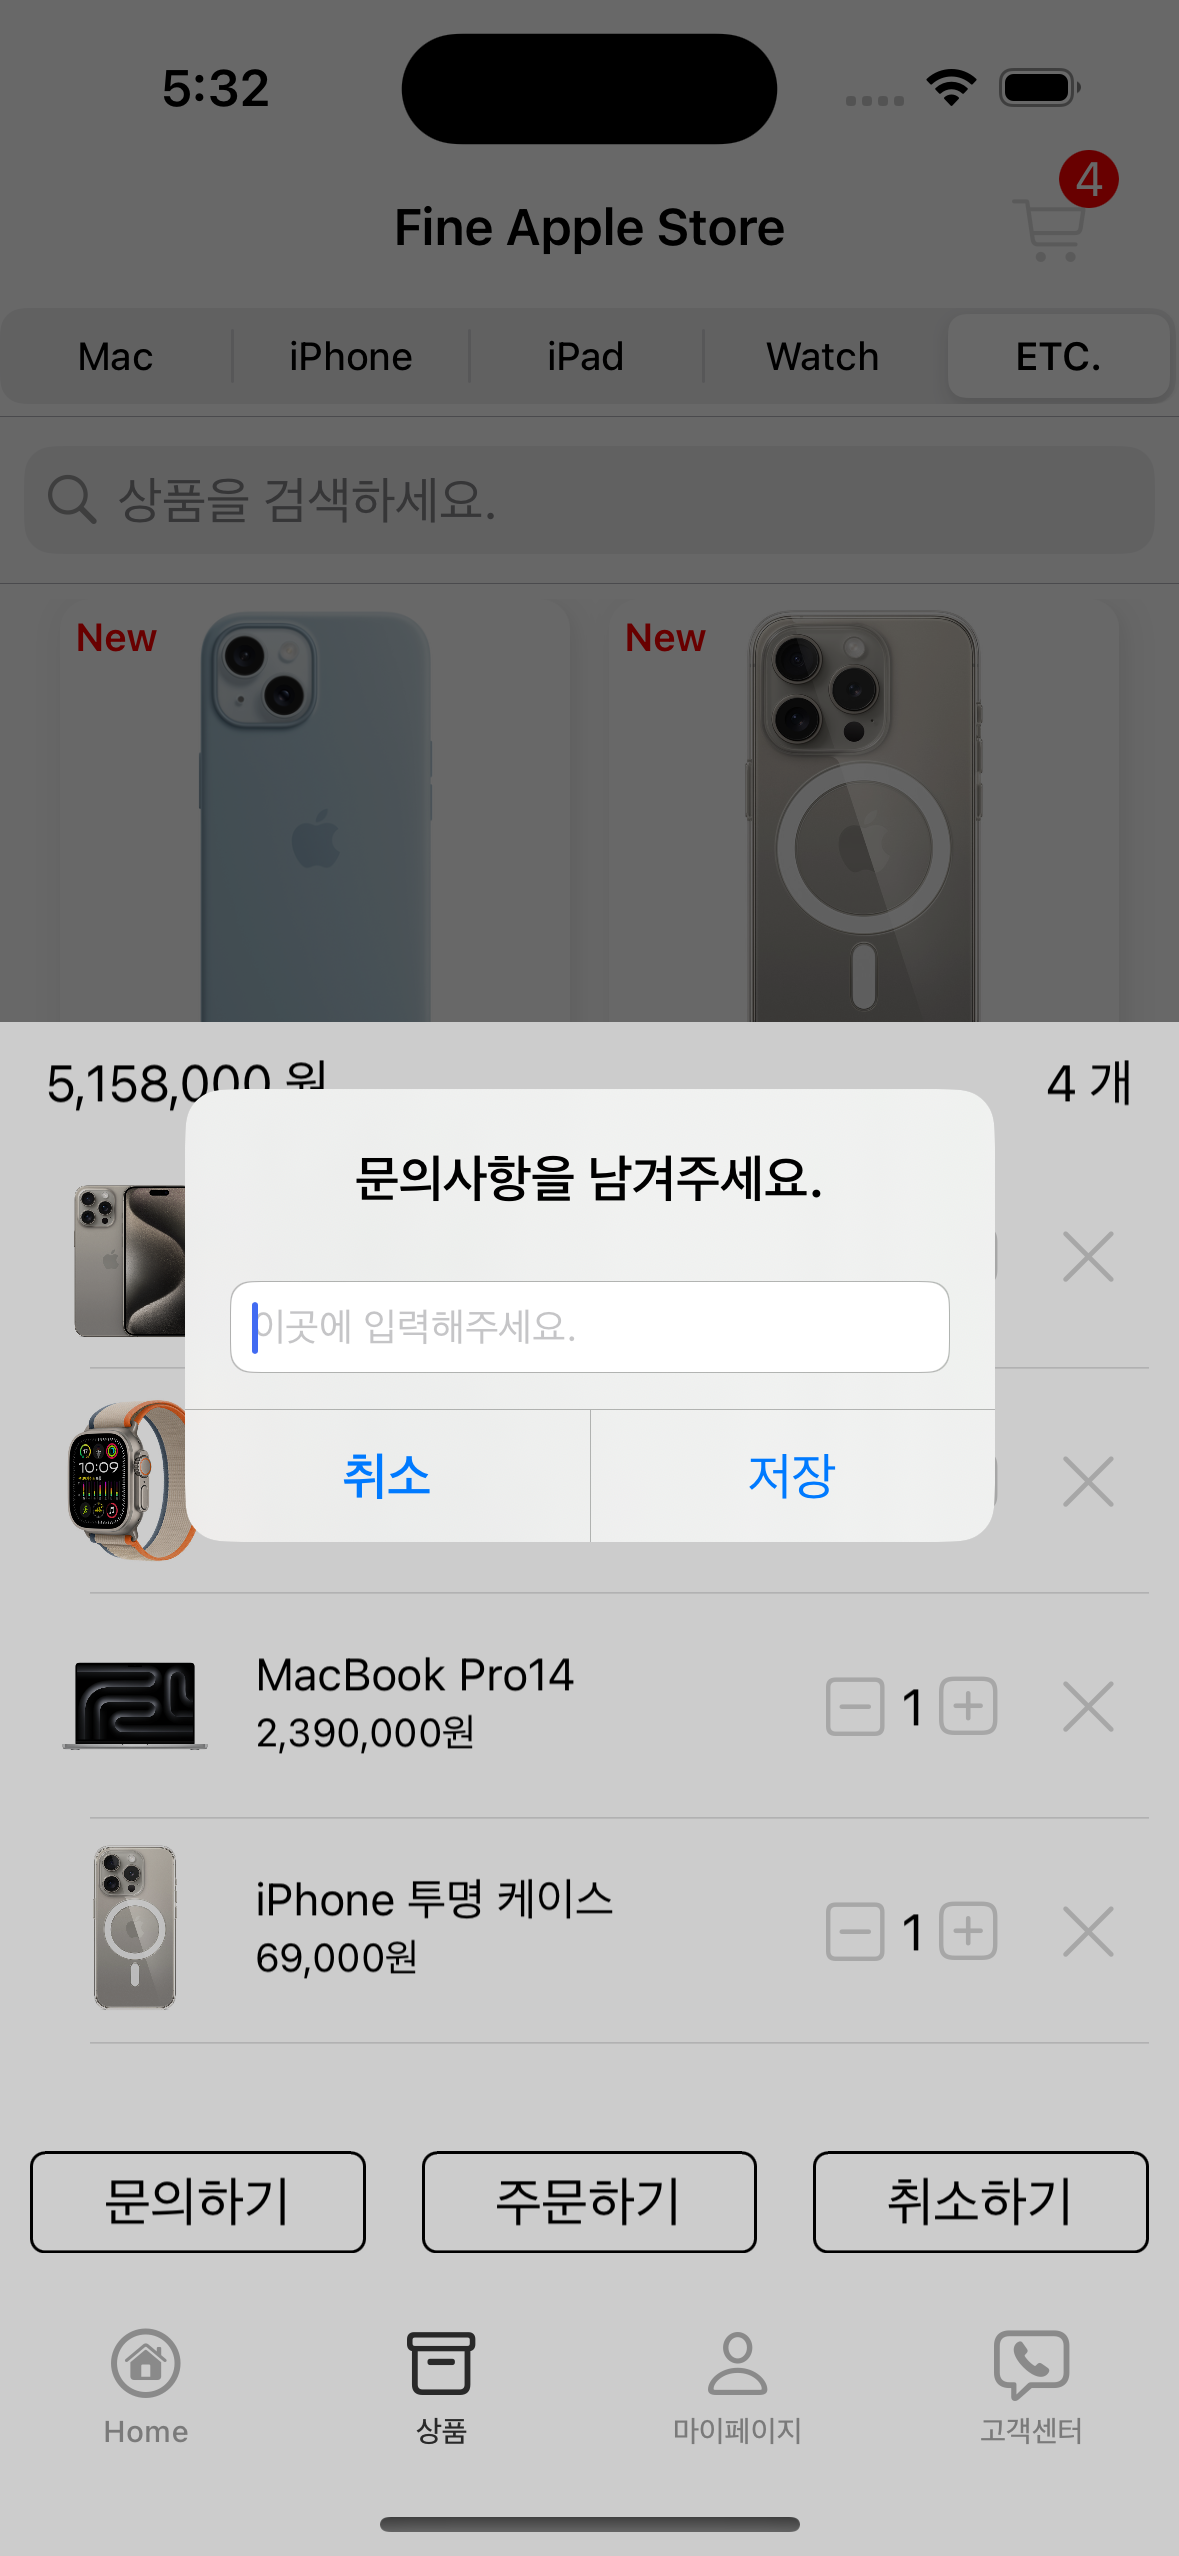 5:32
4
Fine Apple Store
Mac iPhone iPad Watch ETC.
상품을 검색하세요.
New New
5,158,000 원 4 개
문의사항을 남겨주세요.
이곳에 입력해주세요.
취소 저장
10:09
MacBook Pro14
2,390,000원
1
iPhone 투명 케이스
69,000원
1
문의하기 주문하기 취소하기
Home 상품 마이페이지 고객센터